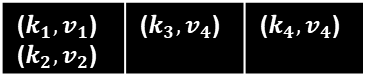 (k₁,v₁) (k₃,v₄) (k₄,v₄)
(k₂,v₂)